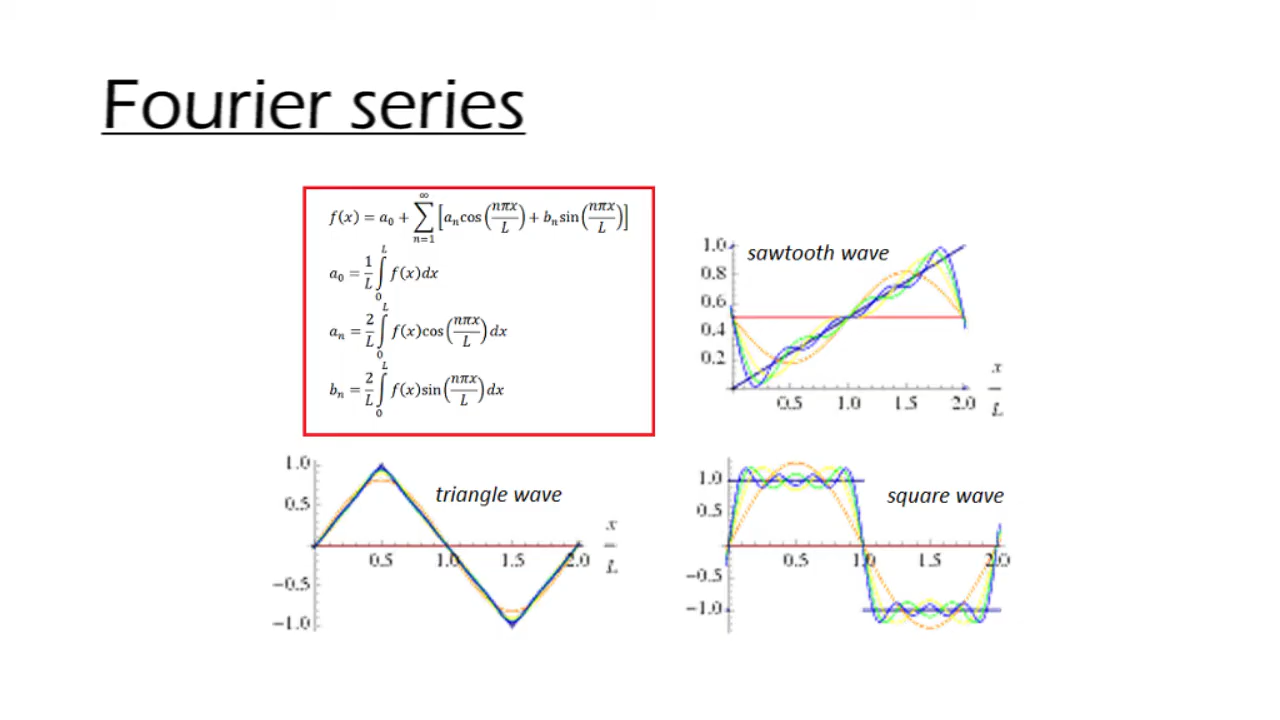 Fourier series
f(x) = a₀ + ∑_{n=1}^{∞} [aₙcos(nπx/L) + bₙsin(nπx/L)]
a₀ = 1/L ∫₀ᴸ f(x)dx
aₙ = 2/L ∫₀ᴸ f(x)cos(nπx/L)dx
bₙ = 2/L ∫₀ᴸ f(x)sin(nπx/L)dx
sawtooth wave
1.0
0.8
0.6
0.4
0.2
0.5 1.0 1.5 2.0
x
L
triangle wave
1.0
0.5
−0.5
−1.0
0.5 1.0 1.5 2.0
x
L
square wave
1.0
0.5
−0.5
−1.0
0.5 1.0 1.5 2.0